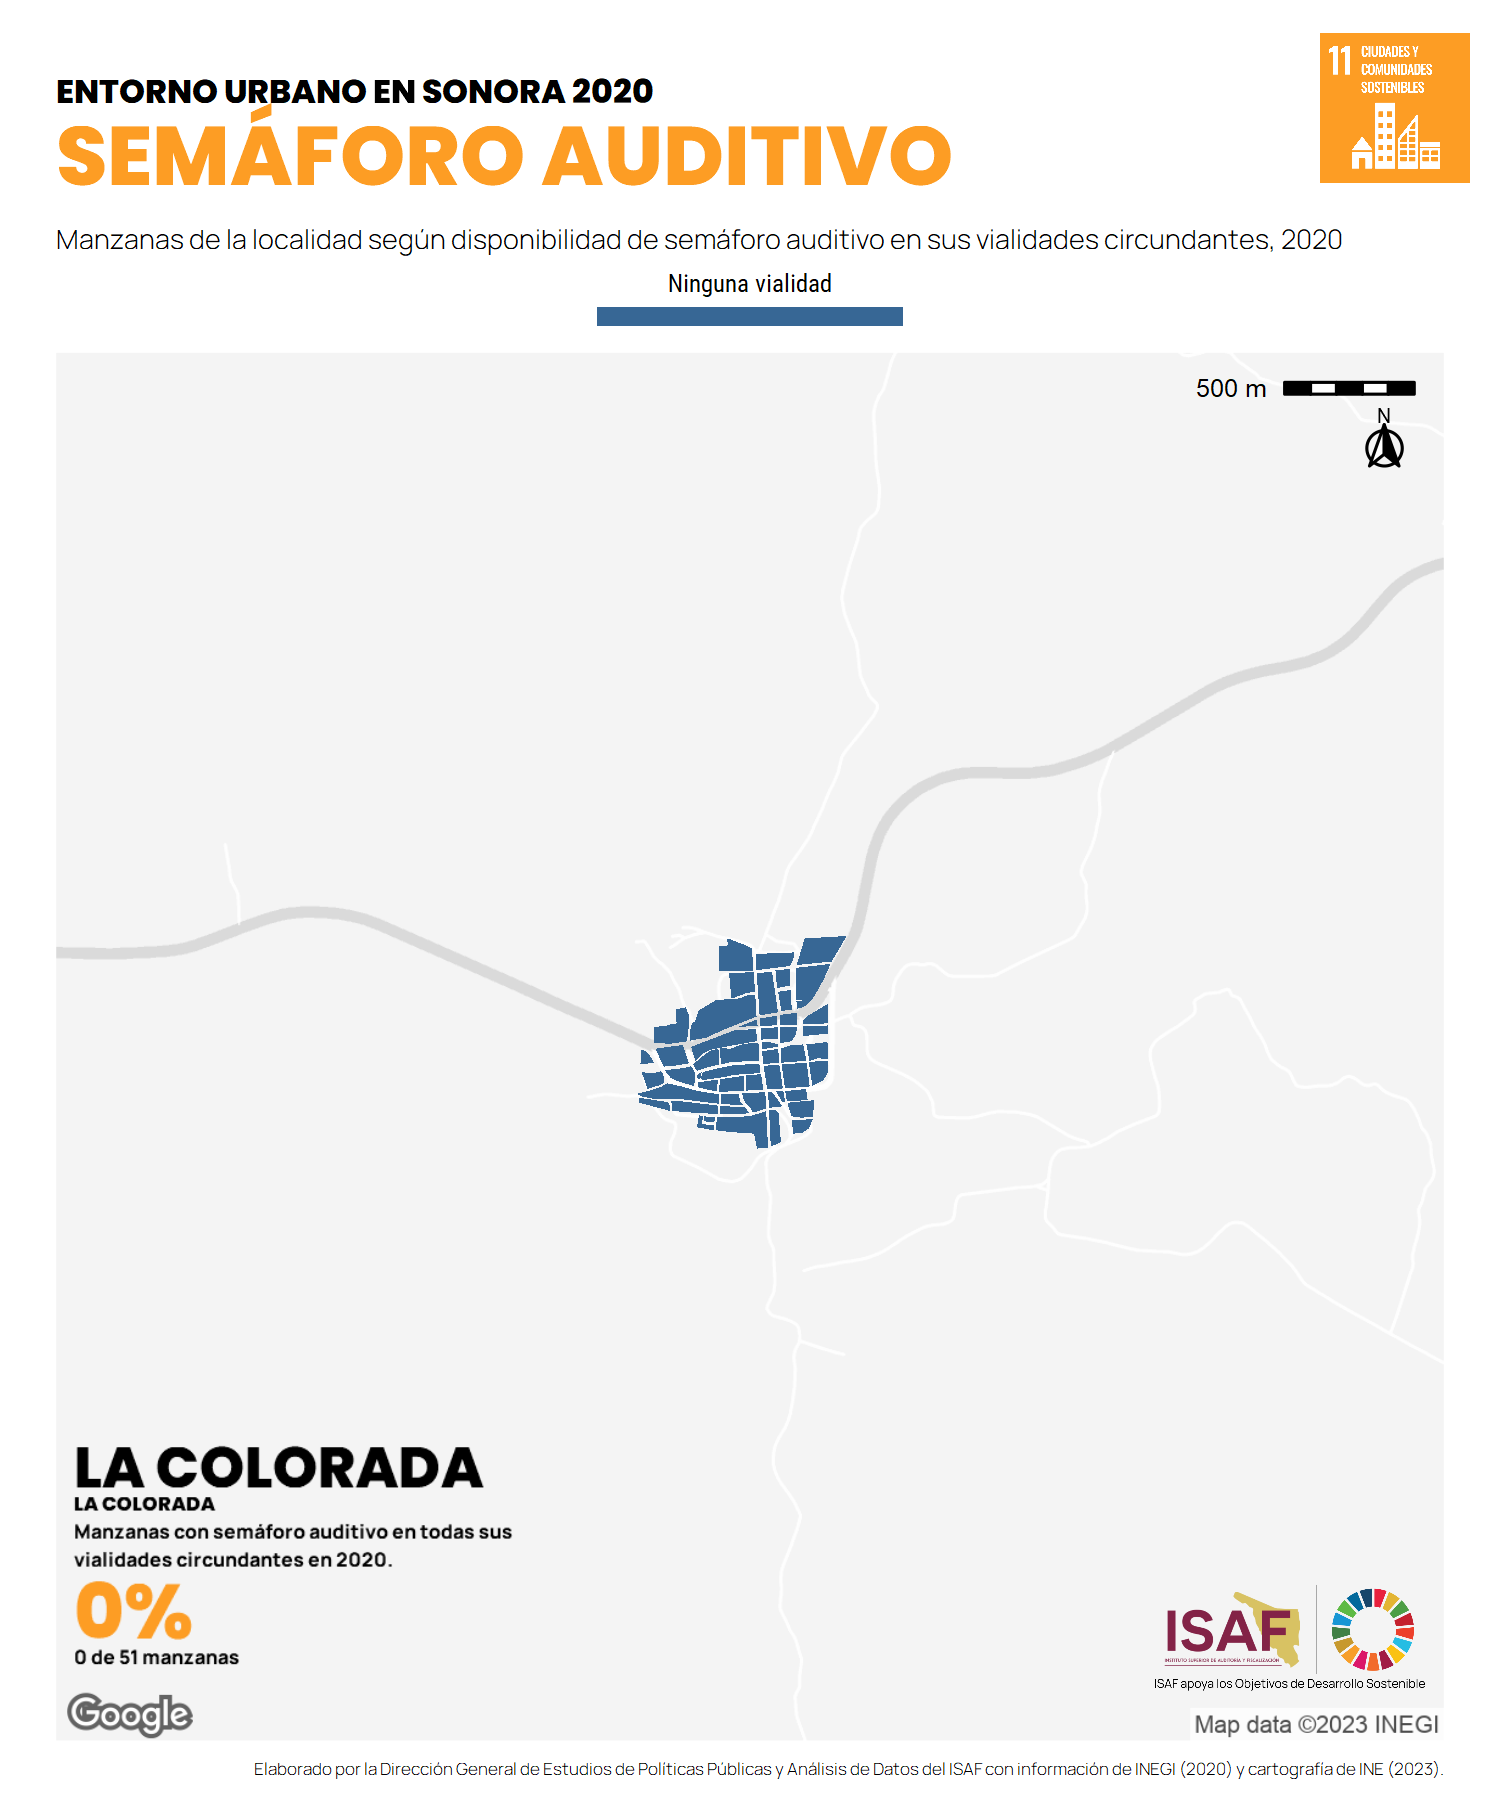 11 CIUDADES Y
COMUNIDADES
SOSTENIBLES
ENTORNO URBANO EN SONORA 2020
SEMÁFORO AUDITIVO
Manzanas de la localidad según disponibilidad de semáforo auditivo en sus vialidades circundantes, 2020
Ninguna vialidad
500 m
N
LA COLORADA
LA COLORADA
Manzanas con semáforo auditivo en todas sus
vialidades circundantes en 2020.
0%
0 de 51 manzanas
Google
ISAF
INSTITUTO SUPERIOR DE AUDITORÍA Y FISCALIZACIÓN
ISAF apoya los Objetivos de Desarrollo Sostenible
Map data ©2023 INEGI
Elaborado por la Dirección General de Estudios de Políticas Públicas y Análisis de Datos del ISAF con información de INEGI (2020) y cartografía de INE (2023).